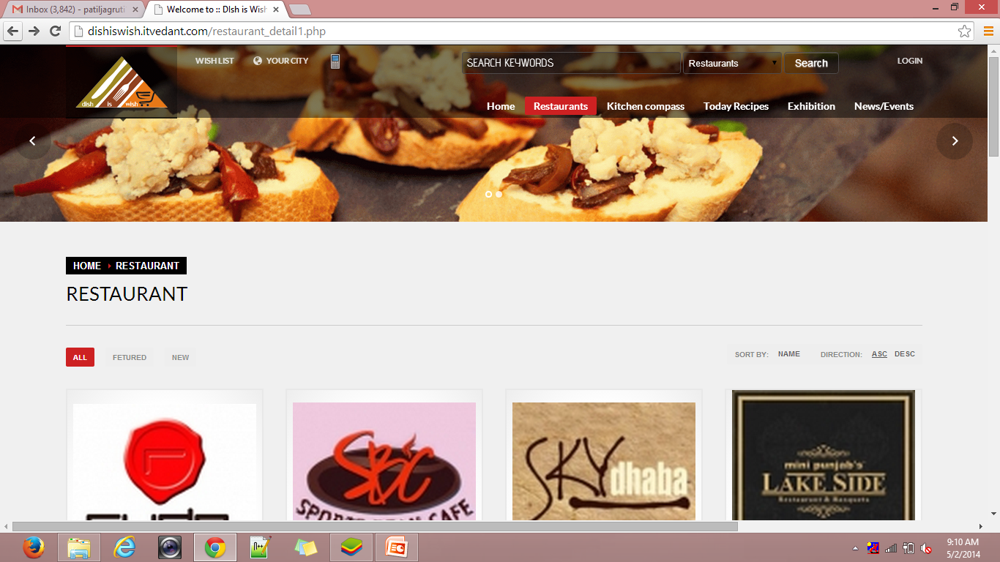 Inbox (3,842) - patiljagruti
Welcome to :: DIsh is Wish
dishiswish.itvedant.com/restaurant_detail1.php
WISH LIST YOUR CITY
SEARCH KEYWORDS Restaurants Search LOGIN
dish is wish
Home Restaurants Kitchen compass Today Recipes Exhibition News/Events
HOME RESTAURANT
RESTAURANT
ALL FETURED NEW
SORT BY: NAME DIRECTION: ASC DESC
SBC
SPORTS CAFE
SKY dhaba
mini punjab's
LAKE SIDE
Restaurant & Banquets
N++
9:10 AM
5/2/2014